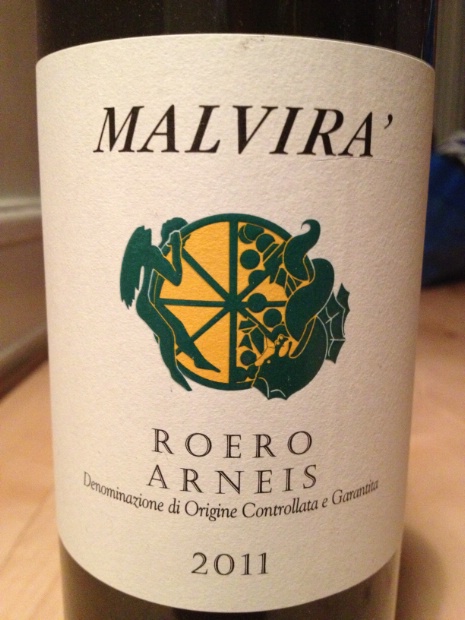 MALVIRA'
ROERO
ARNEIS
Denominazione di Origine Controllata e Garantita
2011